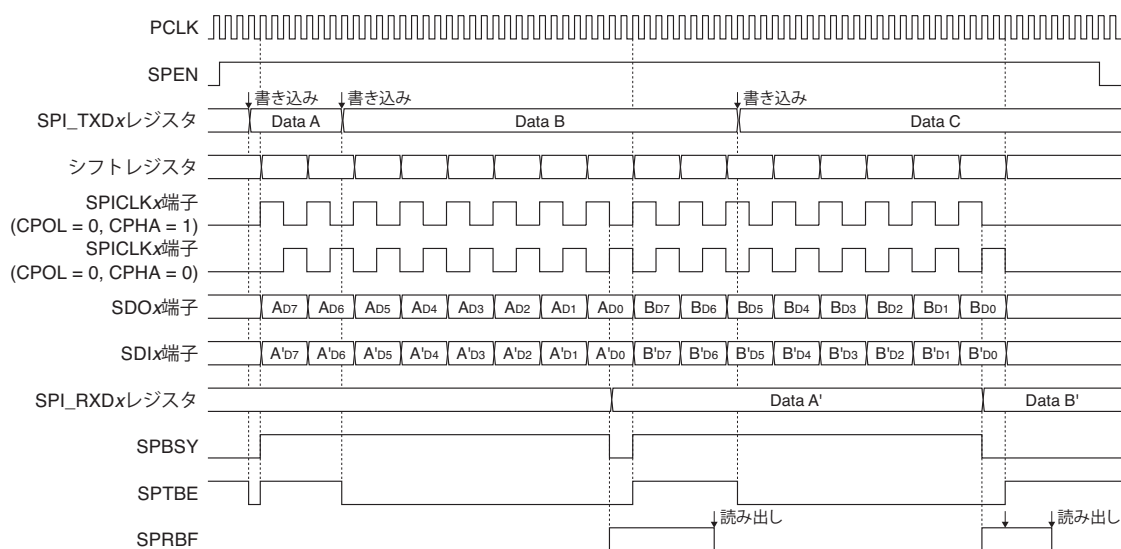 PCLK
SPEN
書き込み 書き込み 書き込み
SPI_TXDxレジスタ Data A Data B Data C
シフトレジスタ
SPICLKx端子
(CPOL = 0, CPHA = 1)
SPICLKx端子
(CPOL = 0, CPHA = 0)
SDOx端子 AD7 AD6 AD5 AD4 AD3 AD2 AD1 AD0 BD7 BD6 BD5 BD4 BD3 BD2 BD1 BD0
SDIx端子 A'D7 A'D6 A'D5 A'D4 A'D3 A'D2 A'D1 A'D0 B'D7 B'D6 B'D5 B'D4 B'D3 B'D2 B'D1 B'D0
SPI_RXDxレジスタ Data A' Data B'
SPBSY
SPTBE
読み出し 読み出し
SPRBF